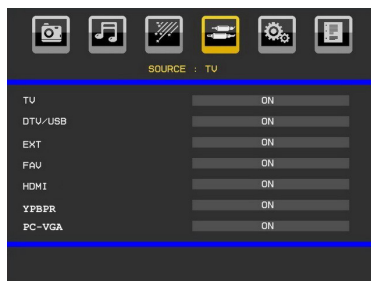 SOURCE : TV
TV ON
DTV/USB ON
EXT ON
FAV ON
HDMI ON
YPBPR ON
PC-VGA ON